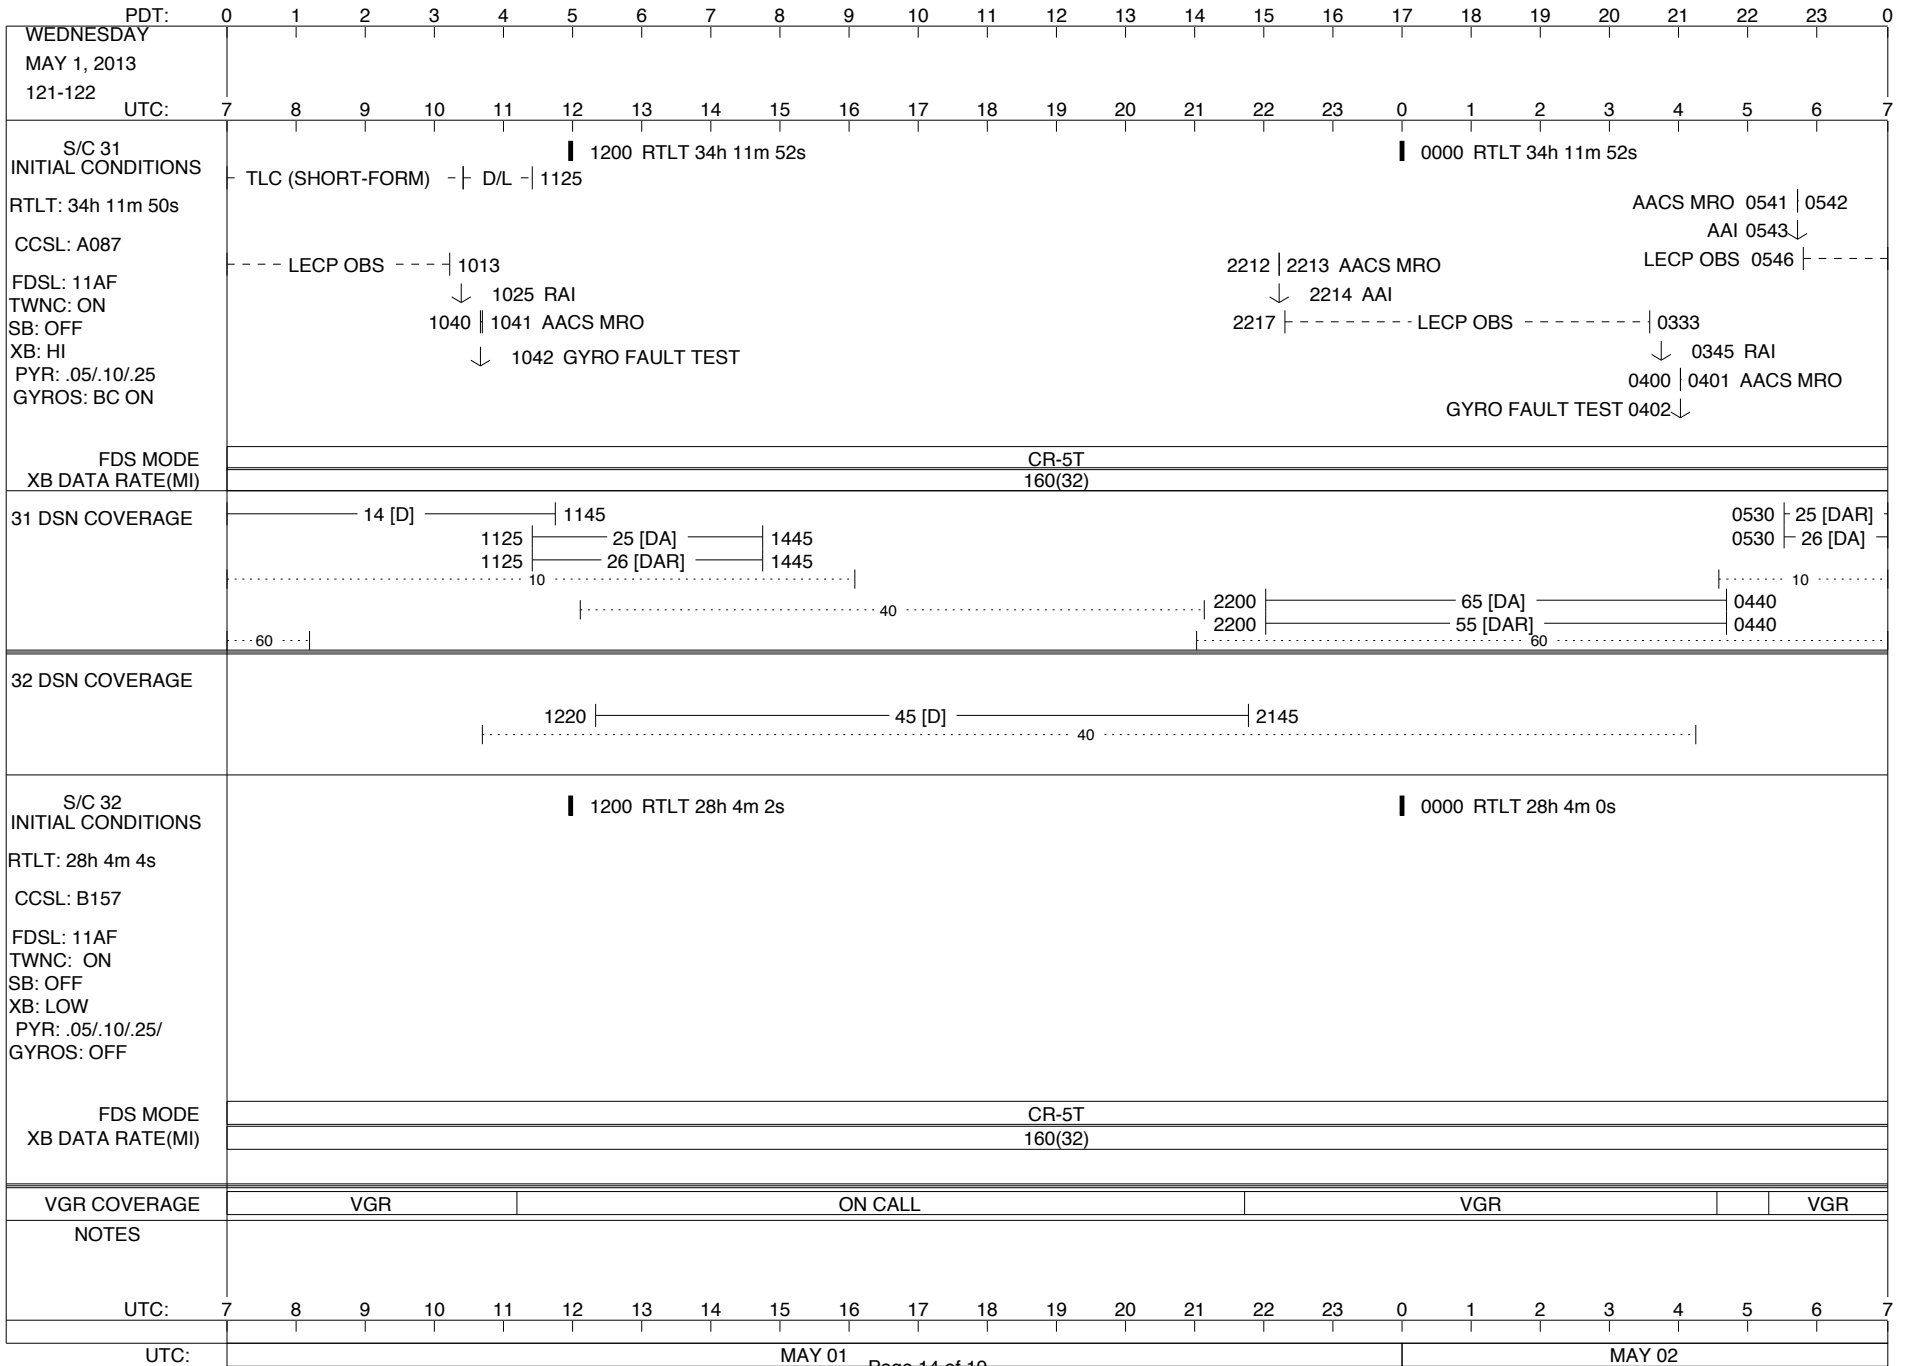 PDT: 0 1 2 3 4 5 6 7 8 9 10 11 12 13 14 15 16 17 18 19 20 21 22 23 0
WEDNESDAY
MAY 1, 2013
121-122
UTC: 7 8 9 10 11 12 13 14 15 16 17 18 19 20 21 22 23 0 1 2 3 4 5 6 7
S/C 31
INITIAL CONDITIONS
RTLT: 34h 11m 50s
CCSL: A087
FDSL: 11AF
TWNC: ON
SB: OFF
XB: HI
PYR: .05/.10/.25
GYROS: BC ON
1200 RTLT 34h 11m 52s
0000 RTLT 34h 11m 52s
TLC (SHORT-FORM) D/L 1125
AACS MRO 0541 0542
AAI 0543
LECP OBS 1013
2212 2213 AACS MRO
LECP OBS 0546
1025 RAI
2214 AAI
1040 1041 AACS MRO
2217 LECP OBS 0333
1042 GYRO FAULT TEST
0345 RAI
0400 0401 AACS MRO
GYRO FAULT TEST 0402
FDS MODE CR-5T
XB DATA RATE(MI) 160(32)
31 DSN COVERAGE
14 [D] 1145
0530 25 [DAR]
1125 25 [DA] 1445
0530 26 [DA]
1125 26 [DAR] 1445
10 10
40
2200 65 [DA] 0440
2200 55 [DAR] 0440
60 60
32 DSN COVERAGE
1220 45 [D] 2145
40
S/C 32
INITIAL CONDITIONS
RTLT: 28h 4m 4s
CCSL: B157
FDSL: 11AF
TWNC: ON
SB: OFF
XB: LOW
PYR: .05/.10/.25/
GYROS: OFF
1200 RTLT 28h 4m 2s
0000 RTLT 28h 4m 0s
FDS MODE CR-5T
XB DATA RATE(MI) 160(32)
VGR COVERAGE VGR ON CALL VGR VGR
NOTES
UTC: 7 8 9 10 11 12 13 14 15 16 17 18 19 20 21 22 23 0 1 2 3 4 5 6 7
UTC: MAY 01 MAY 02
Page 14 of 19